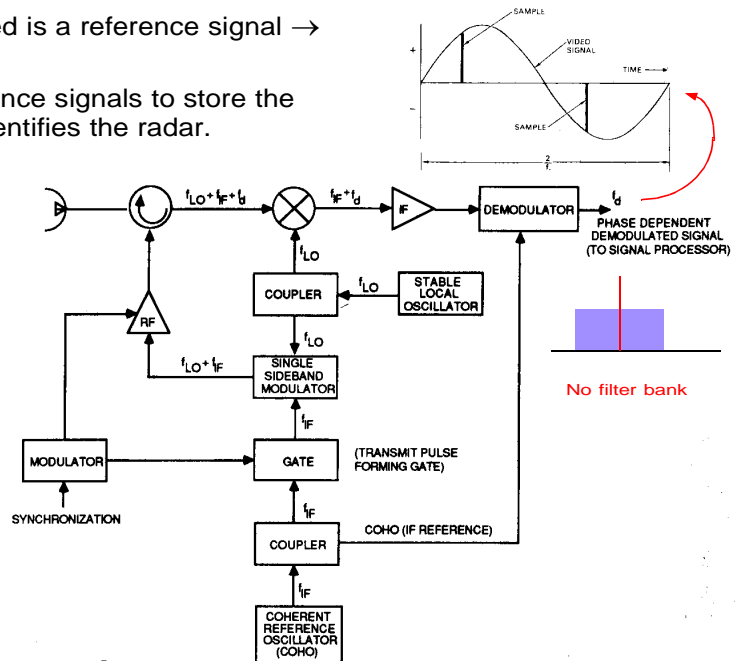 ed is a reference signal →
ence signals to store the
entifies the radar.
SAMPLE
VIDEO
SIGNAL
+
TIME →
–
SAMPLE
2
f
fLO + fIF + fd
fIF + fd
IF
DEMODULATOR
fd
PHASE DEPENDENT
DEMODULATED SIGNAL
(TO SIGNAL PROCESSOR)
fLO
COUPLER
fLO
STABLE
LOCAL
OSCILLATOR
RF
fLO
fLO + fIF
SINGLE
SIDEBAND
MODULATOR
No filter bank
fIF
MODULATOR
GATE
(TRANSMIT PULSE
FORMING GATE)
SYNCHRONIZATION
fIF
COHO (IF REFERENCE)
COUPLER
fIF
COHERENT
REFERENCE
OSCILLATOR
(COHO)